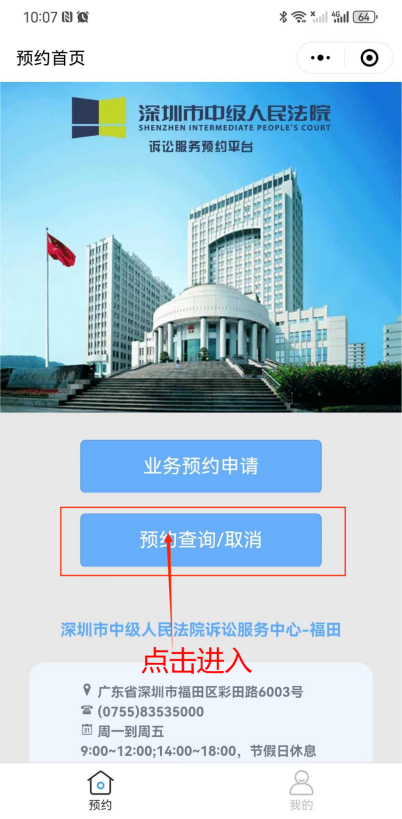 10:07
4G
64
预约首页
深圳市中级人民法院
SHENZHEN INTERMEDIATE PEOPLE'S COURT
诉讼服务预约平台
业务预约申请
预约查询/取消
深圳市中级人民法院诉讼服务中心-福田
点击进入
广东省深圳市福田区彩田路6003号
(0755)83535000
周一到周五
9:00~12:00;14:00~18:00，节假日休息
预约
我的